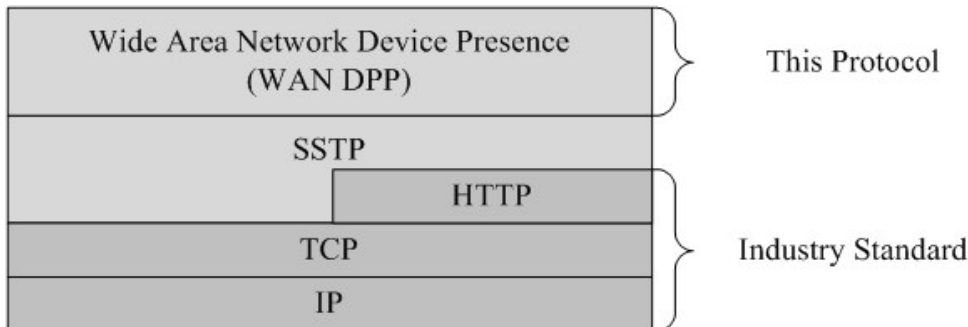 Wide Area Network Device Presence
(WAN DPP)
This Protocol
SSTP
HTTP
TCP
Industry Standard
IP